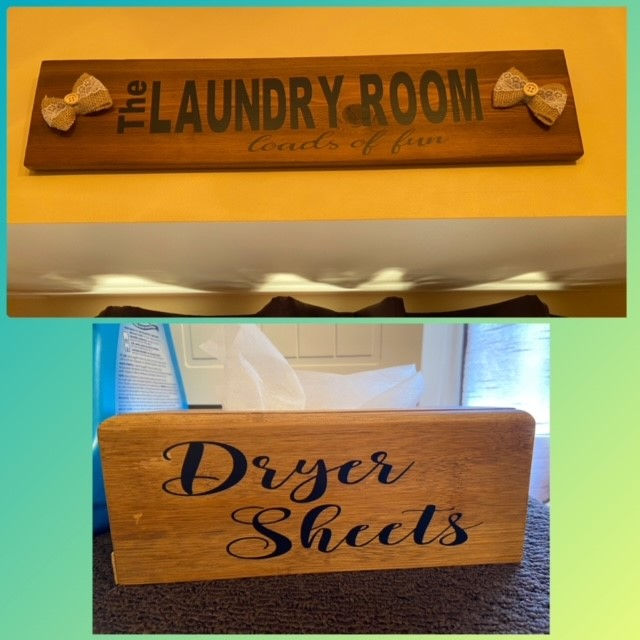 The LAUNDRY ROOM
loads of fun
Dryer
Sheets